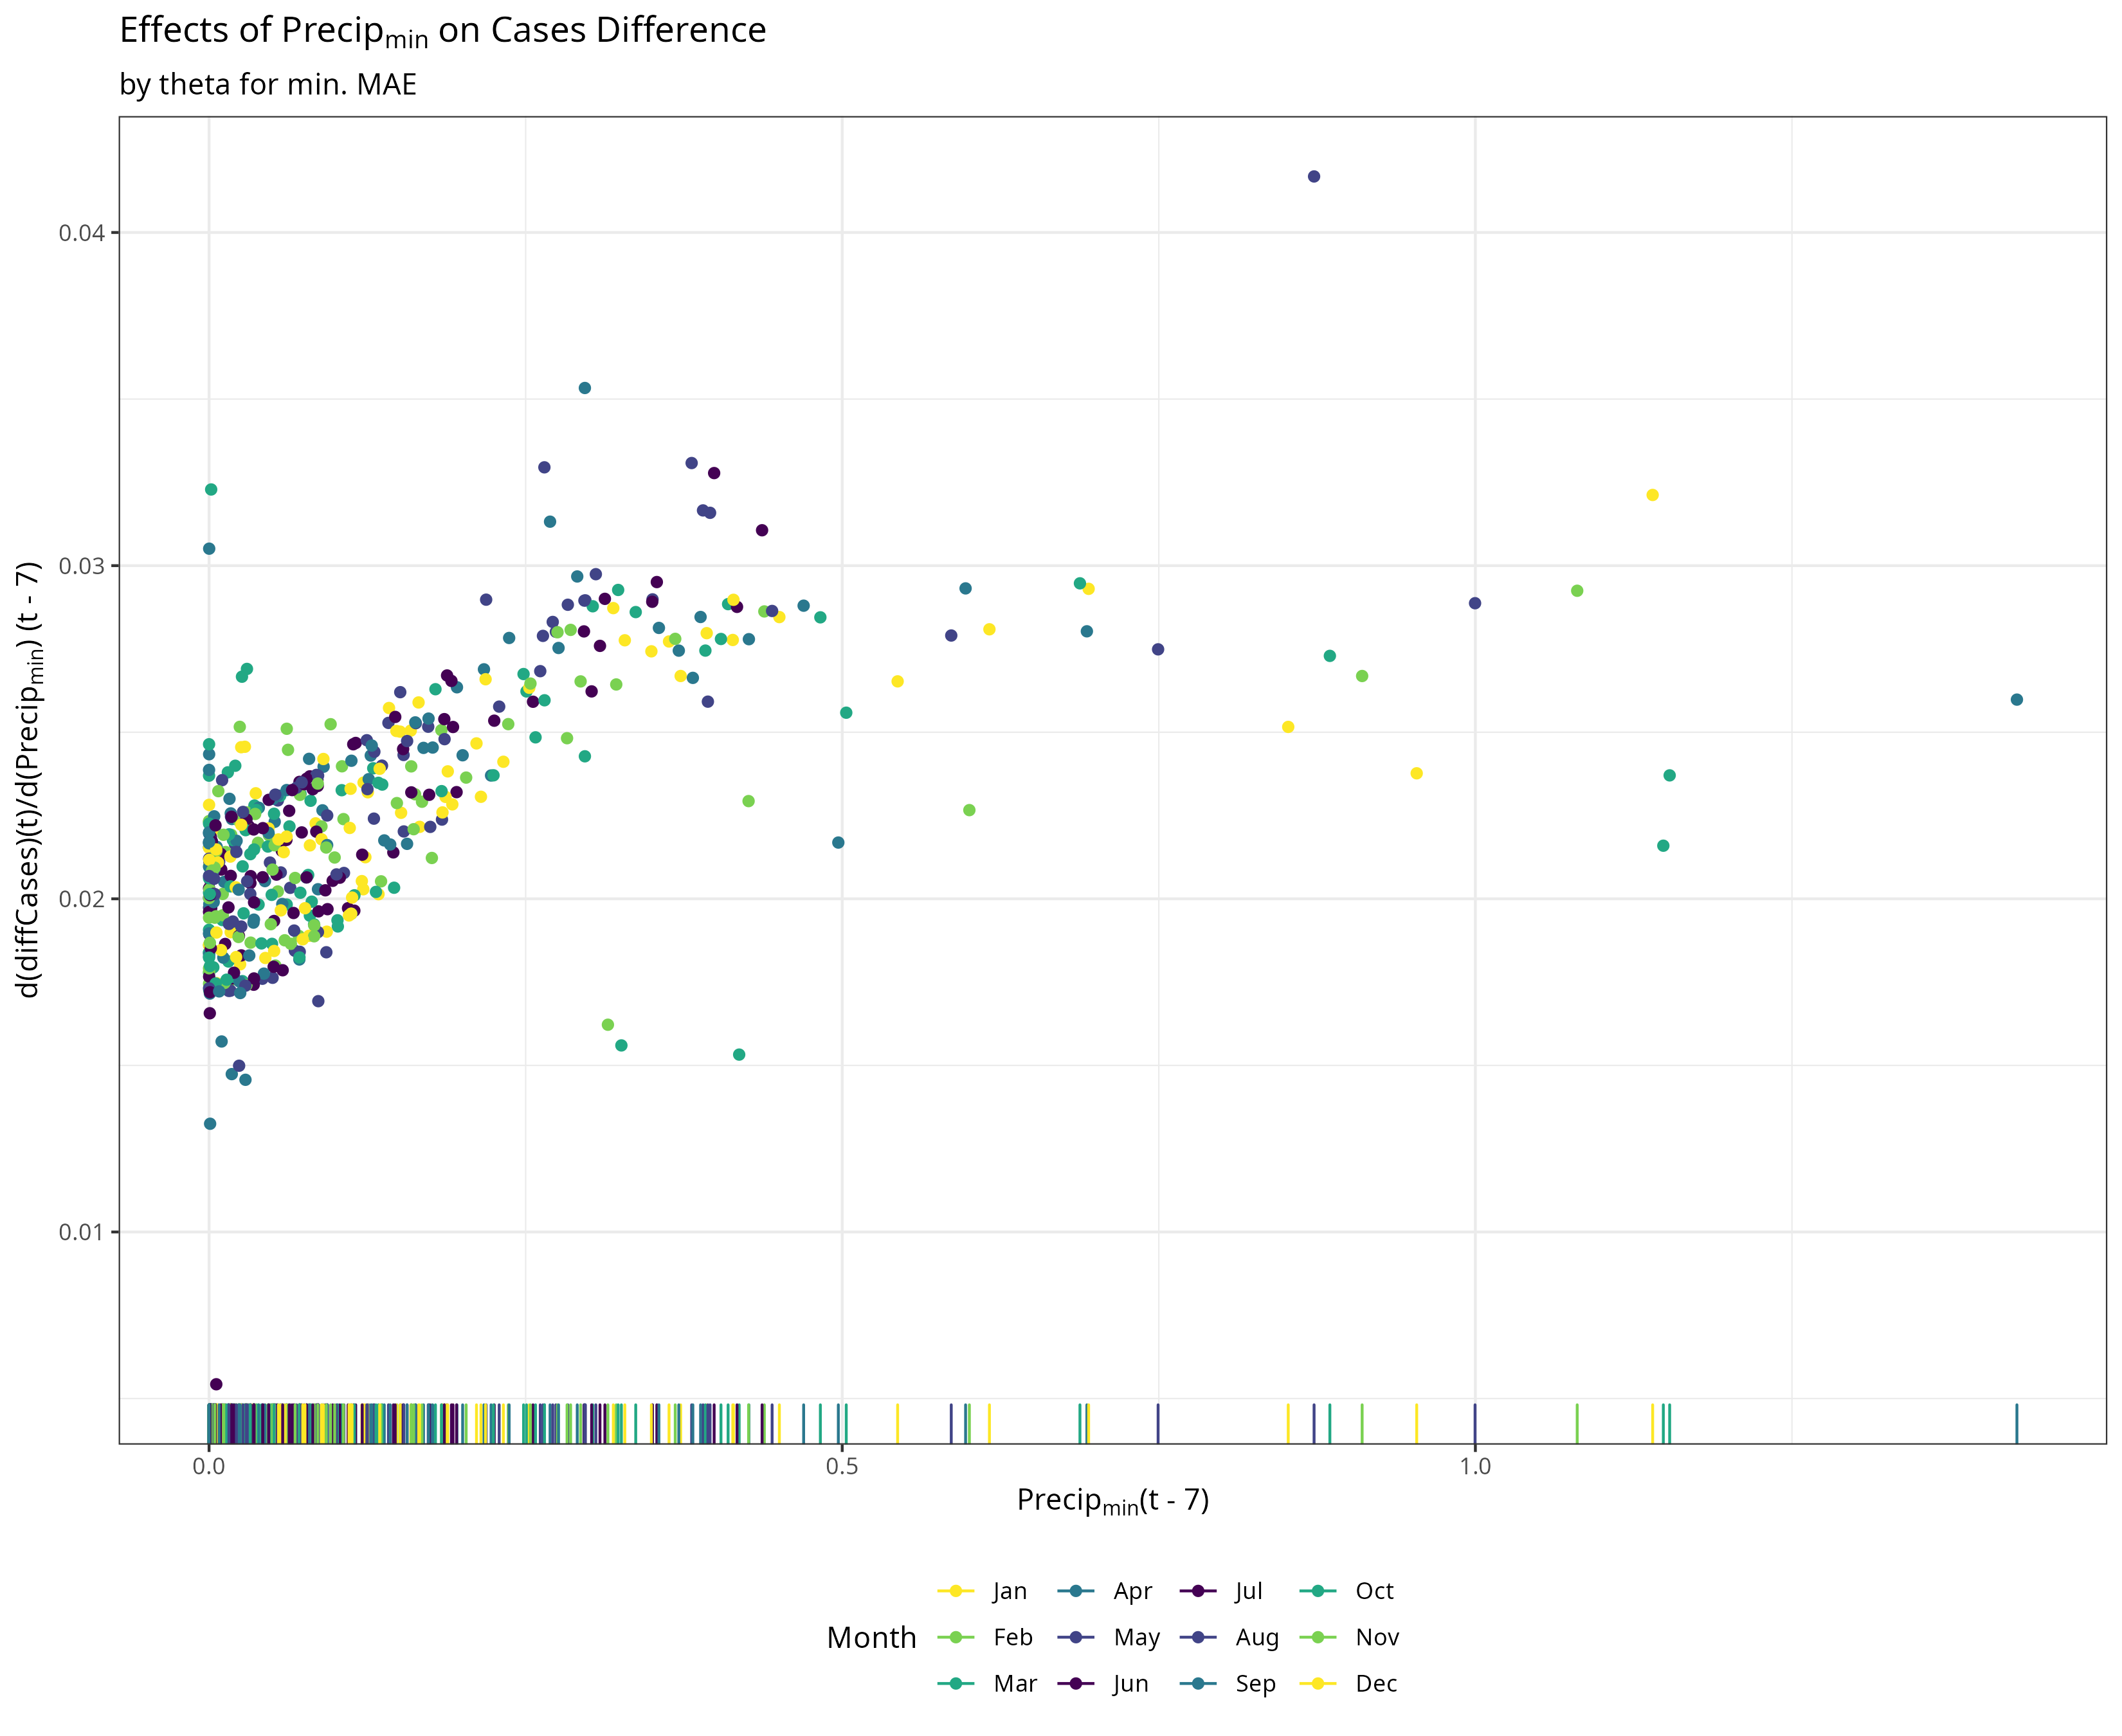 Effects of Precipmin on Cases Difference
by theta for min. MAE
d(diffCases)(t)/d(Precipmin) (t - 7)
0.04
0.03
0.02
0.01
0.0 0.5 1.0
Precipmin(t - 7)
Month
Jan Apr Jul Oct
Feb May Aug Nov
Mar Jun Sep Dec